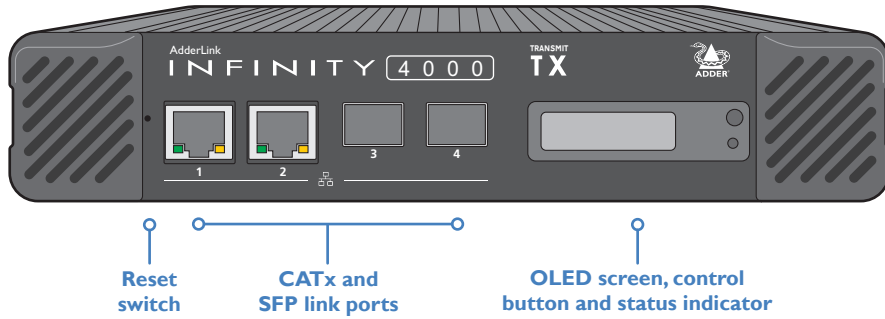 AdderLink
INFINITY 4000
TRANSMIT
TX
ADDER®
1 2 3 4
Reset
switch
CATx and
SFP link ports
OLED screen, control
button and status indicator